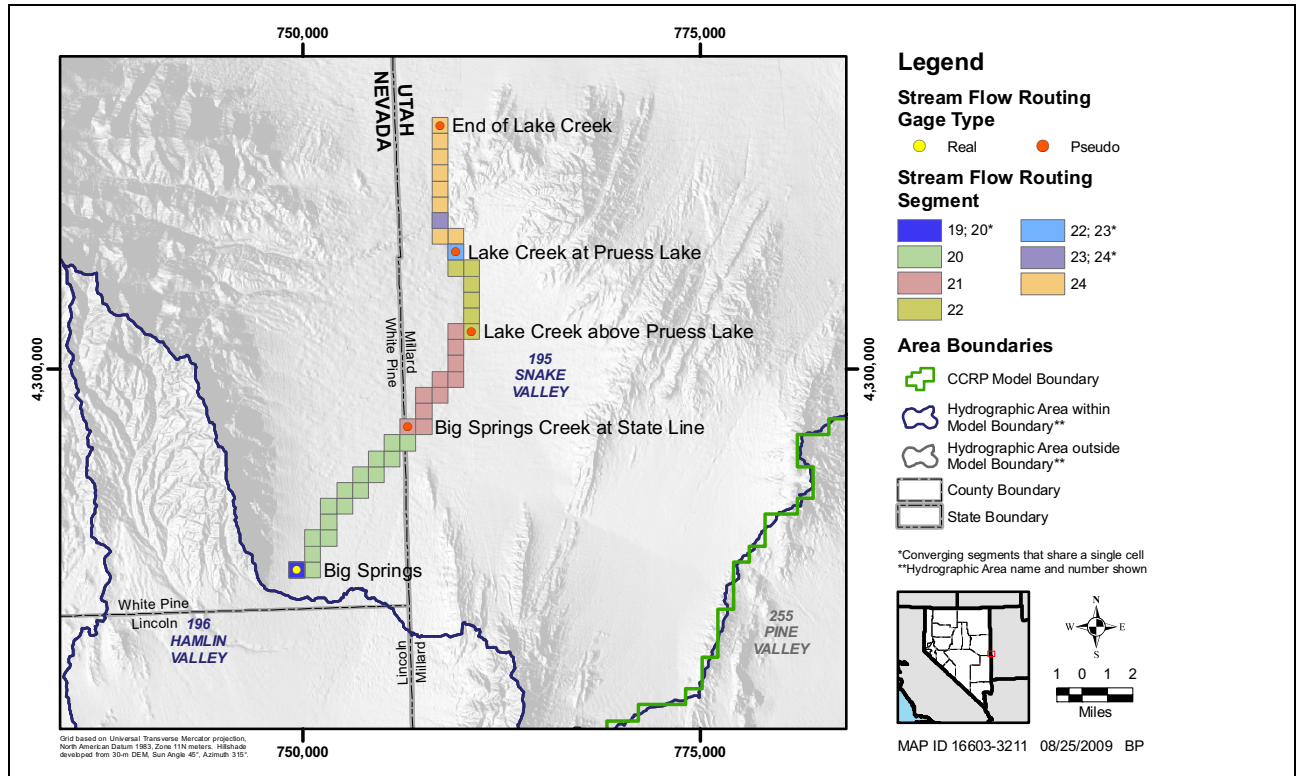 750,000
775,000
NEVADA
UTAH
End of Lake Creek
Lake Creek at Pruess Lake
Lake Creek above Pruess Lake
White Pine
Millard
195
SNAKE
VALLEY
4,300,000
4,300,000
Big Springs Creek at State Line
Big Springs
White Pine
Lincoln
196
HAMLIN
VALLEY
Lincoln
Millard
255
PINE
VALLEY
Grid based on Universal Transverse Mercator projection,
North American Datum 1983, Zone 11N meters. Hillshade
developed from 30-m DEM, Sun Angle 45°, Azimuth 315°.
750,000
775,000
Legend
Stream Flow Routing
Gage Type
Real
Pseudo
Stream Flow Routing
Segment
19; 20*
22; 23*
20
23; 24*
21
24
22
Area Boundaries
CCRP Model Boundary
Hydrographic Area within
Model Boundary**
Hydrographic Area outside
Model Boundary**
County Boundary
State Boundary
*Converging segments that share a single cell
**Hydrographic Area name and number shown
N
W
E
S
1 0 1 2
Miles
MAP ID 16603-3211 08/25/2009 BP